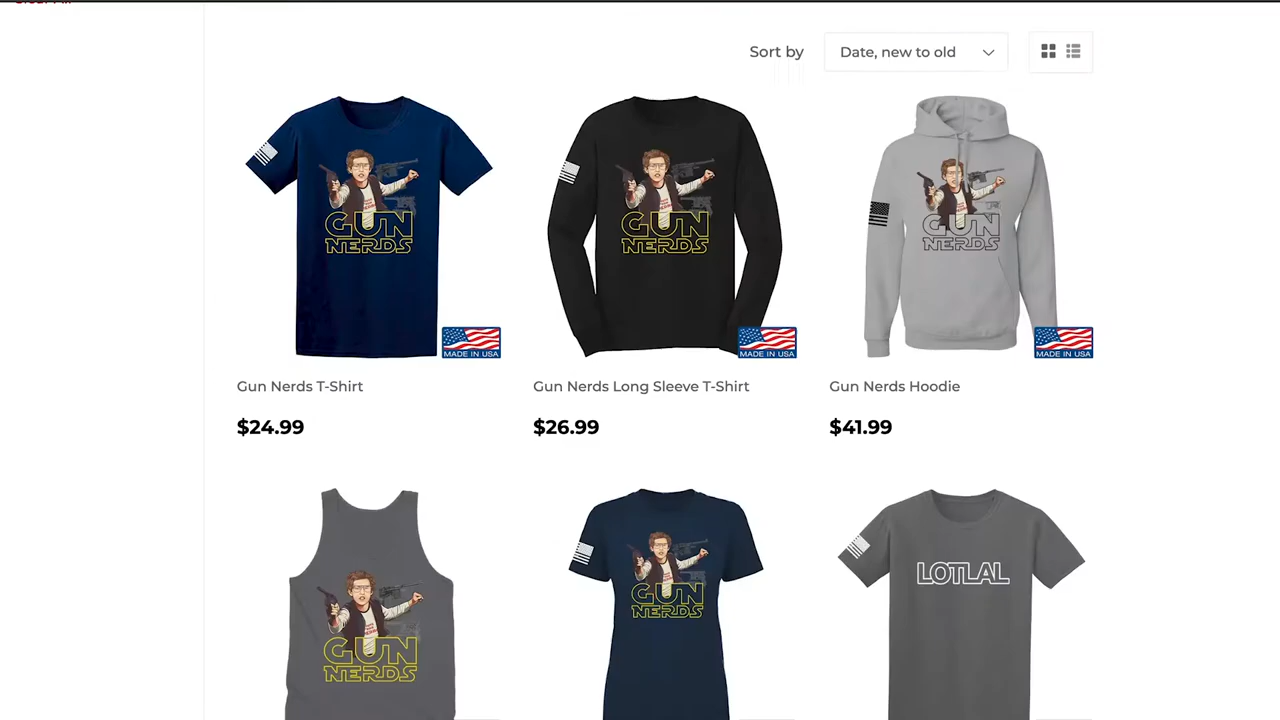 Sort by
Date, new to old
GUN
NERDS
MADE IN USA
GUN
NERDS
MADE IN USA
GUN
NERDS
MADE IN USA
Gun Nerds T-Shirt
Gun Nerds Long Sleeve T-Shirt
Gun Nerds Hoodie
$24.99
$26.99
$41.99
GUN
NERDS
GUN
NERDS
LOTLAL